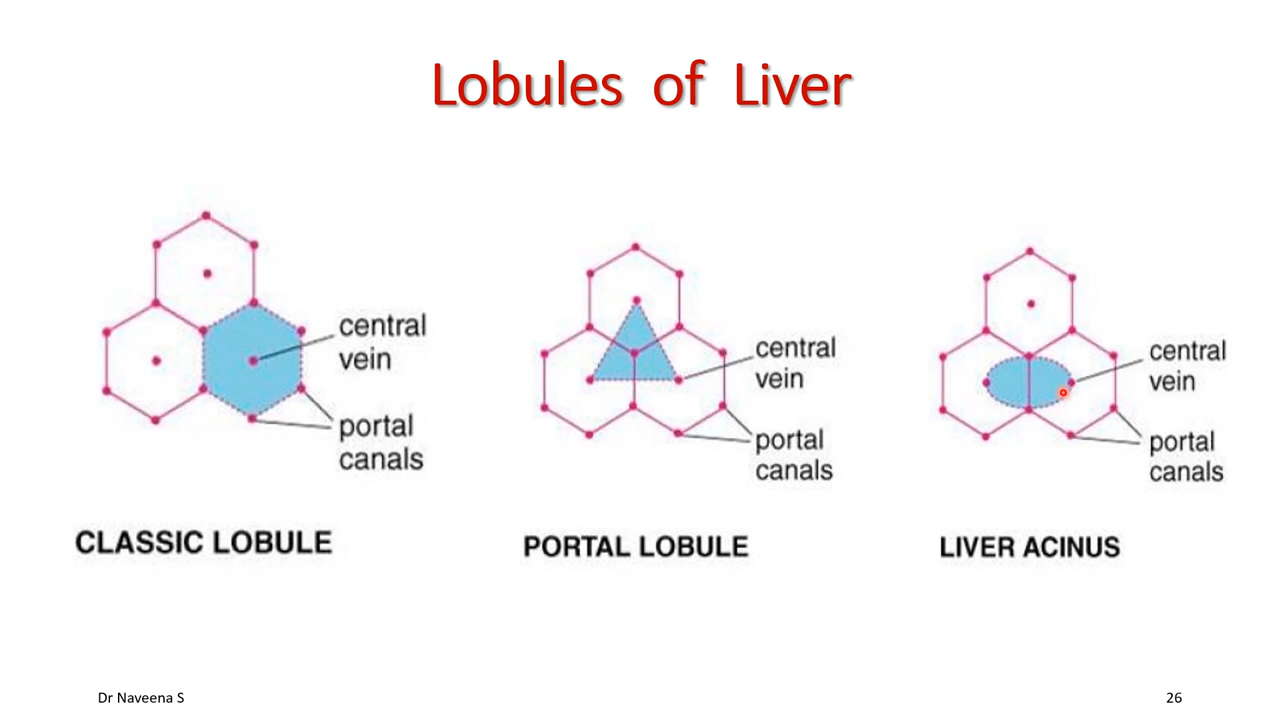 Lobules of Liver
central
vein
portal
canals
CLASSIC LOBULE
central
vein
portal
canals
PORTAL LOBULE
central
vein
portal
canals
LIVER ACINUS
Dr Naveena S
26